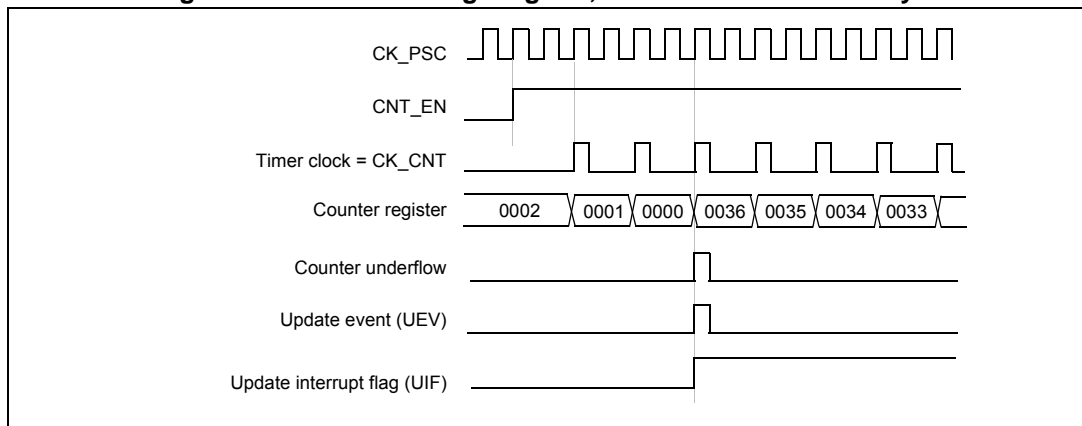 CK_PSC
CNT_EN
Timer clock = CK_CNT
Counter register 0002 0001 0000 0036 0035 0034 0033
Counter underflow
Update event (UEV)
Update interrupt flag (UIF)